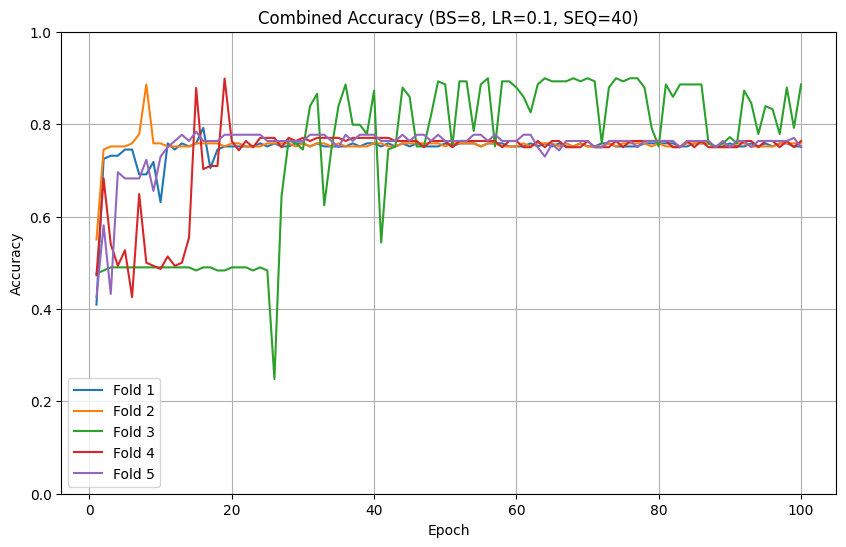 Combined Accuracy (BS=8, LR=0.1, SEQ=40)
1.0
0.8
0.6
0.4
0.2
0.0
Accuracy
Fold 1
Fold 2
Fold 3
Fold 4
Fold 5
0 20 40 60 80 100
Epoch